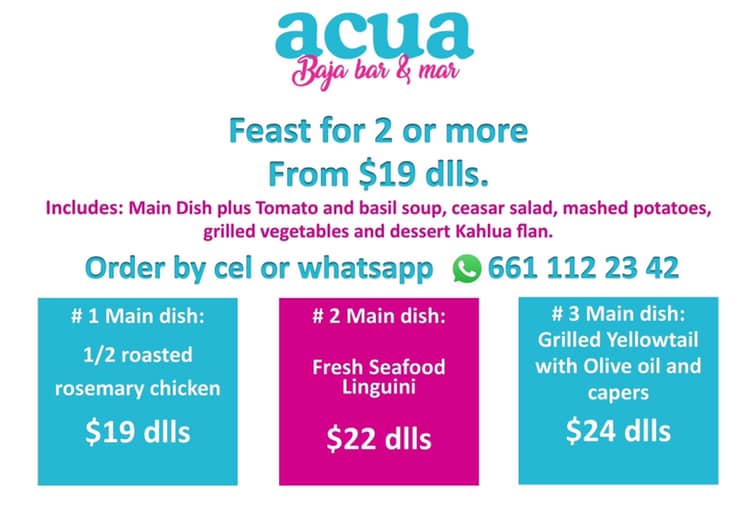 acua
Baja bar & mar
Feast for 2 or more
From $19 dlls.
Includes: Main Dish plus Tomato and basil soup, ceasar salad, mashed potatoes,
grilled vegetables and dessert Kahlua flan.
Order by cel or whatsapp 661 112 23 42
# 1 Main dish:
1/2 roasted
rosemary chicken
$19 dlls
# 2 Main dish:
Fresh Seafood
Linguini
$22 dlls
# 3 Main dish:
Grilled Yellowtail
with Olive oil and
capers
$24 dlls